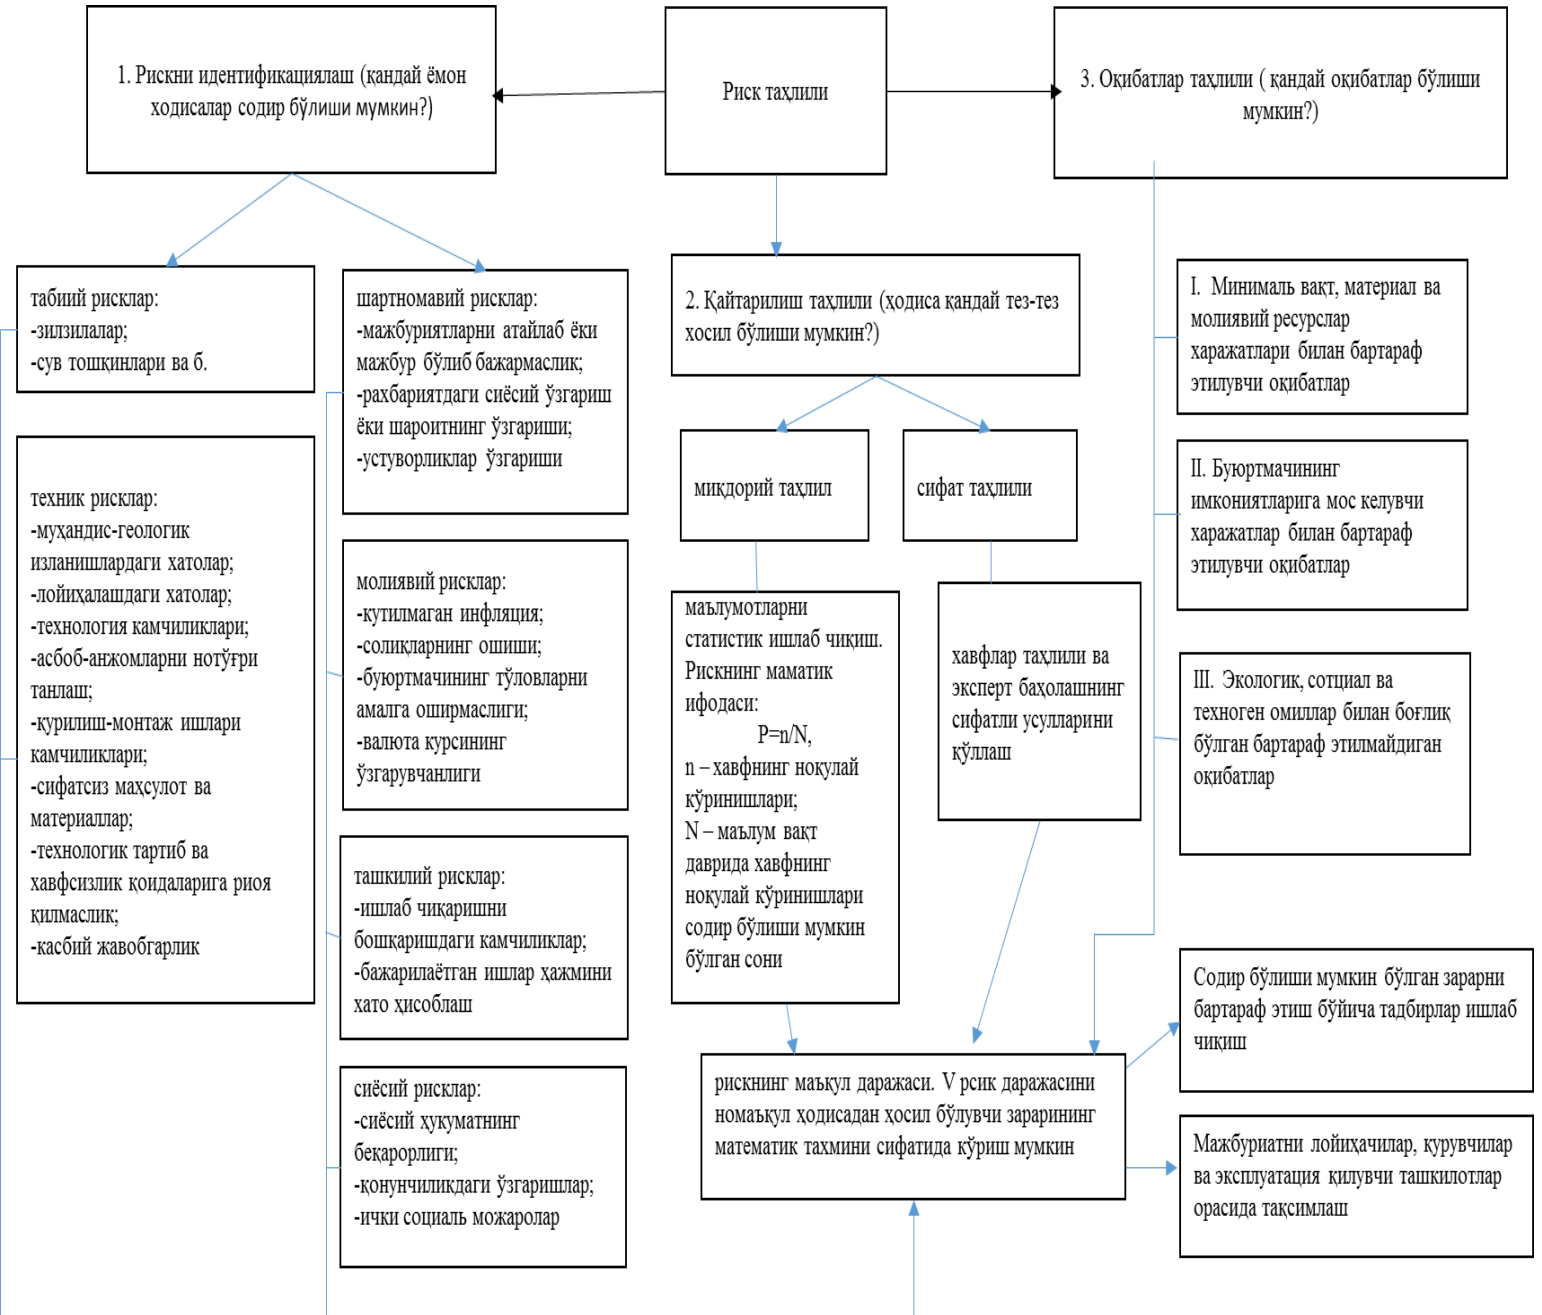 1. Рискни идентификациялаш (қандай ёмон
ходисалар содир бўлиши мумкин?)
Риск таҳлили
3. Оқибатлар таҳлили ( қандай оқибатлар бўлиши
мумкин?)
табиий рисклар:
-зилзилалар;
-сув тошқинлари ва б.
шартномавий рисклар:
-мажбуриятларни атайлаб ёки
мажбур бўлиб бажармаслик;
-рахбариятдаги сиёсий ўзгариш
ёки шароитнинг ўзгариши;
-устуворликлар ўзгариши
2. Қайтарилиш таҳлили (ҳодиса қандай тез-тез
хосил бўлиши мумкин?)
I. Минималь вақт, материал ва
молиявий ресурслар
харажатлари билан бартараф
этилувчи оқибатлар
техник рисклар:
-муҳандис-геологик
изланишлардаги хатолар;
-лойиҳалашдаги хатолар;
-технология камчиликлари;
-асбоб-анжомларни нотўғри
танлаш;
-қурилиш-монтаж ишлари
камчиликлари;
-сифатсиз маҳсулот ва
материаллар;
-технологик тартиб ва
хавфсизлик қоидаларига риоя
қилмаслик;
-касбий жавобгарлик
молиявий рисклар:
-кутилмаган инфляция;
-солиқларнинг ошиши;
-буюртмачининг тўловларни
амалга оширмаслиги;
-валюта курсининг
ўзгарувчанлиги
миқдорий таҳлил
сифат таҳлили
II. Буюртмачининг
имкониятларига мос келувчи
харажатлар билан бартараф
этилувчи оқибатлар
маълумотларни
статистик ишлаб чиқиш.
Рискнинг маматик
ифодаси:
P=n/N,
n – хавфнинг ноқулай
кўринишлари;
N – маълум вақт
даврида хавфнинг
ноқулай кўринишлари
содир бўлиши мумкин
бўлган сони
хавфлар таҳлили ва
эксперт баҳолашнинг
сифатли усулларини
қўллаш
III. Экологик, сотциал ва
техноген омиллар билан боғлиқ
бўлган бартараф этилмайдиган
оқибатлар
ташкилий рисклар:
-ишлаб чиқаришни
бошқаришдаги камчиликлар;
-бажарилаётган ишлар ҳажмини
хато ҳисоблаш
сиёсий рисклар:
-сиёсий ҳукуматнинг
беқарорлиги;
-қонунчиликдаги ўзгаришлар;
-ички социаль можаролар
рискнинг маъқул даражаси. V рсик даражасини
номаъқул ҳодисадан ҳосил бўлувчи зарарининг
математик тахмини сифатида кўриш мумкин
Содир бўлиши мумкин бўлган зарарни
бартараф этиш бўйича тадбирлар ишлаб
чиқиш
Мажбуриатни лойиҳачилар, қурувчилар
ва эксплуатация қилувчи ташкилотлар
орасида тақсимлаш